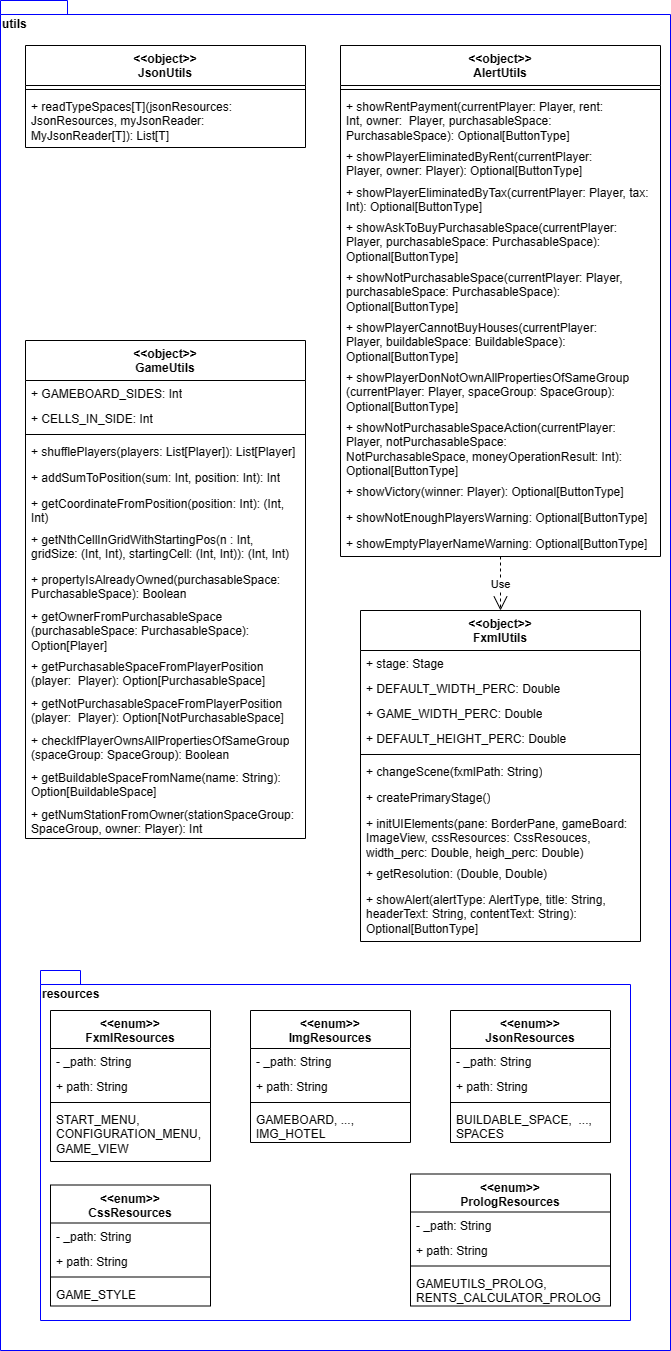 utils
<<object>>
JsonUtils
+ readTypeSpaces[T](jsonResources:
JsonResources, myJsonReader:
MyJsonReader[T]): List[T]
<<object>>
AlertUtils
+ showRentPayment(currentPlayer: Player, rent:
Int, owner:  Player, purchasableSpace:
PurchasableSpace): Optional[ButtonType]
+ showPlayerEliminatedByRent(currentPlayer:
Player, owner: Player): Optional[ButtonType]
+ showPlayerEliminatedByTax(currentPlayer: Player, tax:
Int): Optional[ButtonType]
+ showAskToBuyPurchasableSpace(currentPlayer:
Player, purchasableSpace: PurchasableSpace):
Optional[ButtonType]
+ showNotPurchasableSpace(currentPlayer: Player,
purchasableSpace: PurchasableSpace):
Optional[ButtonType]
+ showPlayerCannotBuyHouses(currentPlayer:
Player, buildableSpace: BuildableSpace):
Optional[ButtonType]
+ showPlayerDonNotOwnAllPropertiesOfSameGroup
(currentPlayer: Player, spaceGroup: SpaceGroup):
Optional[ButtonType]
+ showNotPurchasableSpaceAction(currentPlayer:
Player, notPurchasableSpace:
NotPurchasableSpace, moneyOperationResult: Int):
Optional[ButtonType]
+ showVictory(winner: Player): Optional[ButtonType]
+ showNotEnoughPlayersWarning: Optional[ButtonType]
+ showEmptyPlayerNameWarning: Optional[ButtonType]
Use
<<object>>
GameUtils
+ GAMEBOARD_SIDES: Int
+ CELLS_IN_SIDE: Int
+ shufflePlayers(players: List[Player]): List[Player]
+ addSumToPosition(sum: Int, position: Int): Int
+ getCoordinateFromPosition(position: Int): (Int,
Int)
+ getNthCellInGridWithStartingPos(n : Int,
gridSize: (Int, Int), startingCell: (Int, Int)): (Int, Int)
+ propertyIsAlreadyOwned(purchasableSpace:
PurchasableSpace): Boolean
+ getOwnerFromPurchasableSpace
(purchasableSpace: PurchasableSpace):
Option[Player]
+ getPurchasableSpaceFromPlayerPosition
(player:  Player): Option[PurchasableSpace]
+ getNotPurchasableSpaceFromPlayerPosition
(player:  Player): Option[NotPurchasableSpace]
+ checkIfPlayerOwnsAllPropertiesOfSameGroup
(spaceGroup: SpaceGroup): Boolean
+ getBuildableSpaceFromName(name: String):
Option[BuildableSpace]
+ getNumStationFromOwner(stationSpaceGroup:
SpaceGroup, owner: Player): Int
<<object>>
FxmlUtils
+ stage: Stage
+ DEFAULT_WIDTH_PERC: Double
+ GAME_WIDTH_PERC: Double
+ DEFAULT_HEIGHT_PERC: Double
+ changeScene(fxmlPath: String)
+ createPrimaryStage()
+ initUIElements(pane: BorderPane, gameBoard:
ImageView, cssResources: CssResouces,
width_perc: Double, heigh_perc: Double)
+ getResolution: (Double, Double)
+ showAlert(alertType: AlertType, title: String,
headerText: String, contentText: String):
Optional[ButtonType]
resources
<<enum>>
FxmlResources
- _path: String
+ path: String
START_MENU,
CONFIGURATION_MENU,
GAME_VIEW
<<enum>>
ImgResources
- _path: String
+ path: String
GAMEBOARD, ...,
IMG_HOTEL
<<enum>>
JsonResources
- _path: String
+ path: String
BUILDABLE_SPACE,  ...,
SPACES
<<enum>>
CssResources
- _path: String
+ path: String
GAME_STYLE
<<enum>>
PrologResources
- _path: String
+ path: String
GAMEUTILS_PROLOG,
RENTS_CALCULATOR_PROLOG